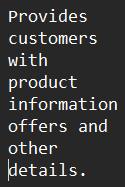 Provides
customers
with
product
information
offers and
other
details.